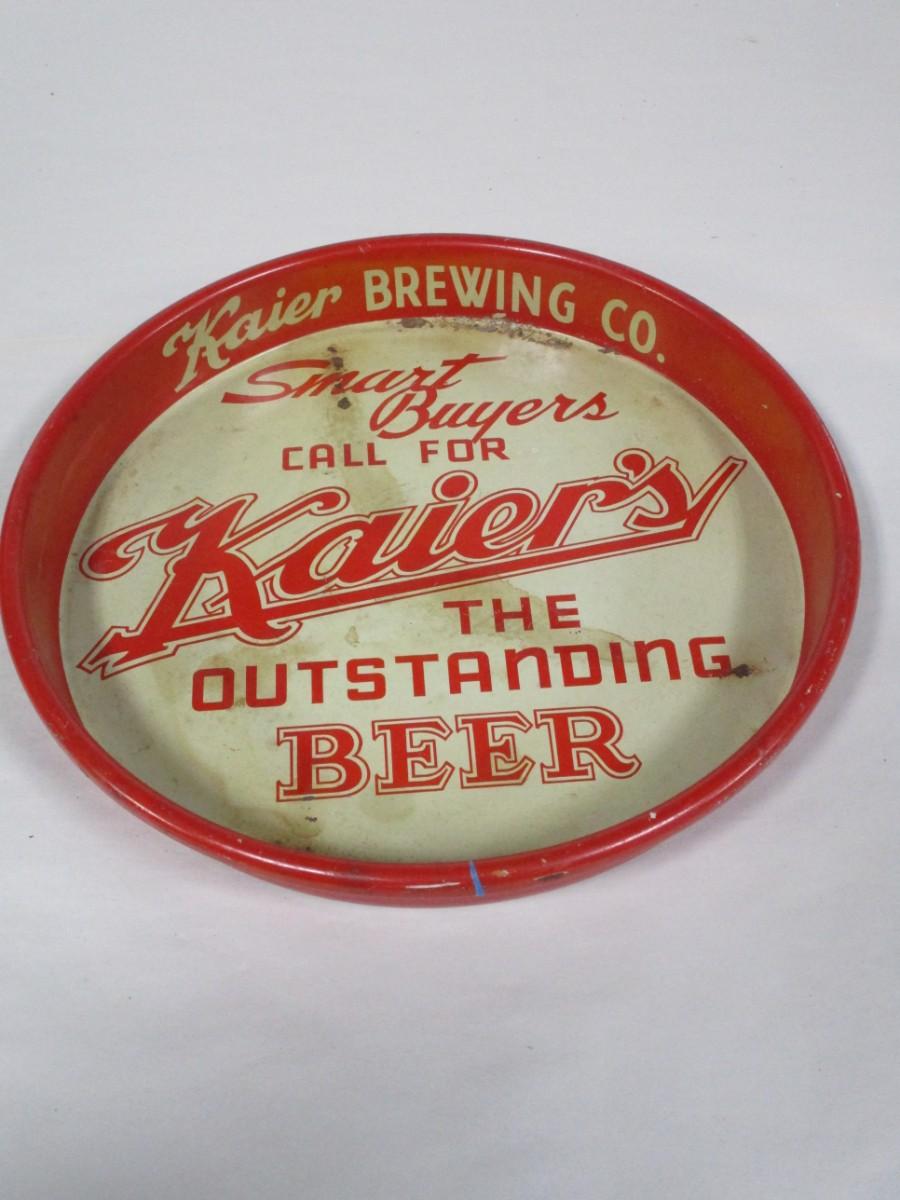 Kaier BREWING CO.
Smart
Buyers
CALL FOR
Kaier's
THE
OUTSTANDING
BEER